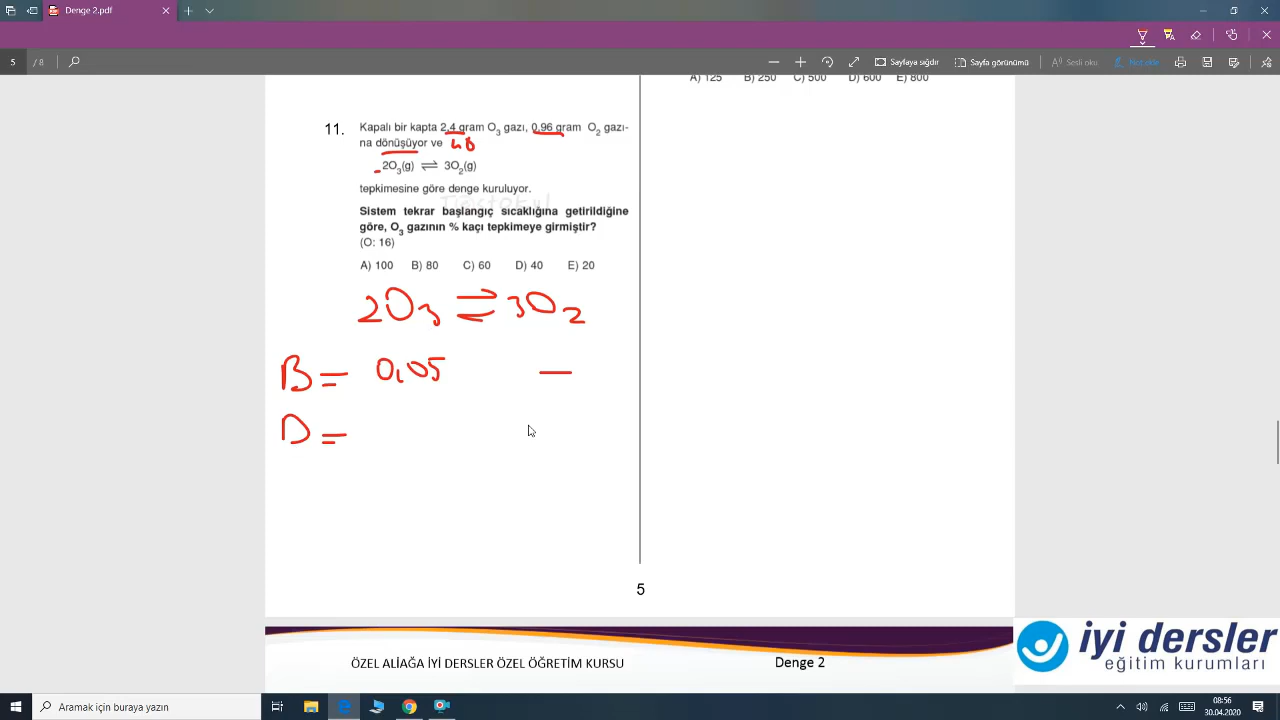 Denge 2.pdf
5 /8
Sayfaya sığdır
Sayfa görünümü
Sesli oku
Not ekle
A) 125 B) 250 C) 500 D) 600 E) 800
11. Kapalı bir kapta 2,4 gram O3 gazı, 0,96 gram O2 gazı-
na dönüşüyor ve
48
2O3(g) ⇌ 3O2(g)
tepkimesine göre denge kuruluyor.
Sistem tekrar başlangıç sıcaklığına getirildiğine
göre, O3 gazının % kaçı tepkimeye girmiştir?
(O: 16)
A) 100 B) 80 C) 60 D) 40 E) 20
2O3 ⇌ 3O2
B = 0,05 —
D =
5
ÖZEL ALİAĞA İYİ DERSLER ÖZEL ÖĞRETİM KURSU
Denge 2
iyi dersler
eğitim kurumları
Aramak için buraya yazın
08:56
30.04.2020